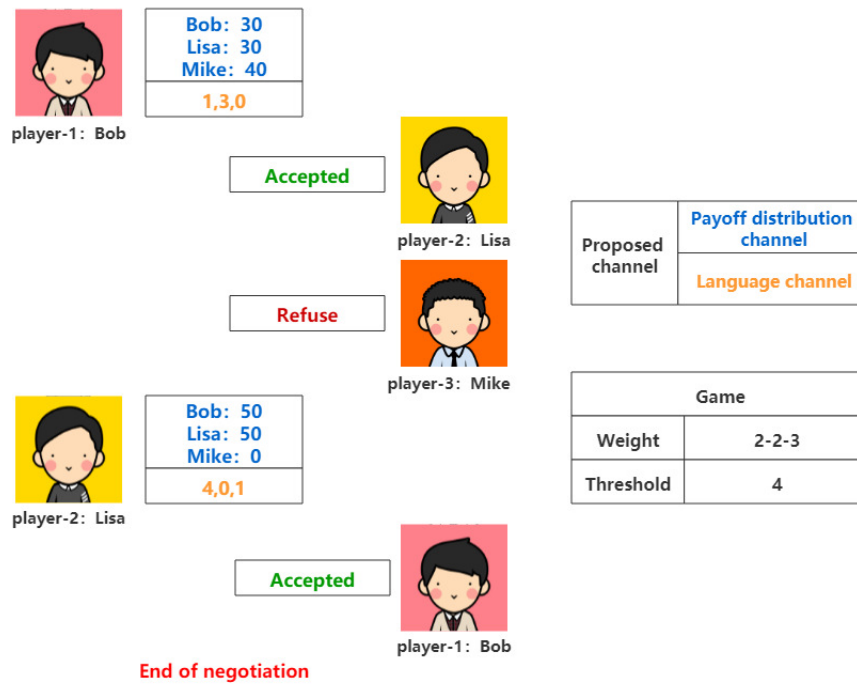 Bob: 30
Lisa: 30
Mike: 40
1,3,0
player-1: Bob
Accepted
player-2: Lisa
Refuse
player-3: Mike
Bob: 50
Lisa: 50
Mike: 0
4,0,1
player-2: Lisa
Accepted
player-1: Bob
End of negotiation
Proposed
channel
Payoff distribution
channel
Language channel
Game
Weight
2-2-3
Threshold
4